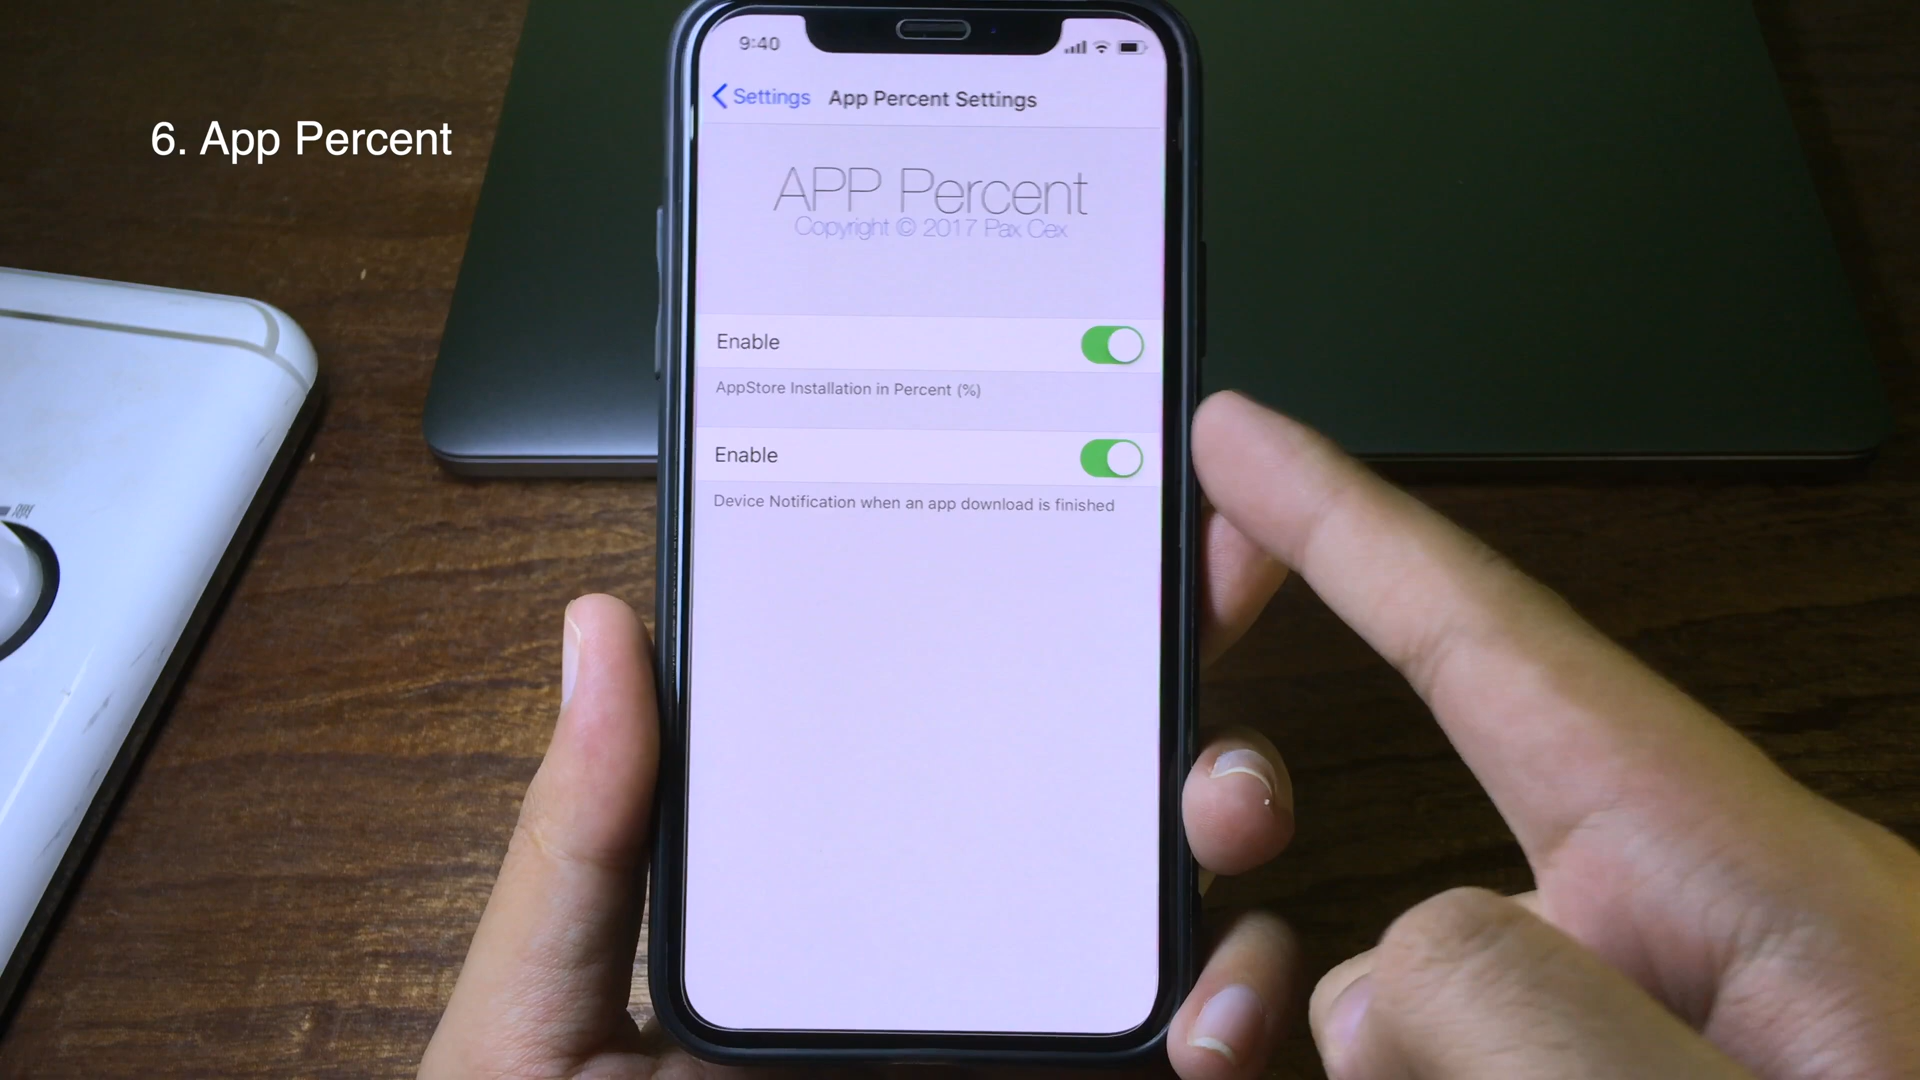 6. App Percent
9:40
Settings
App Percent Settings
APP Percent
Copyright © 2017 Pax Cex
Enable
AppStore Installation in Percent (%)
Enable
Device Notification when an app download is finished